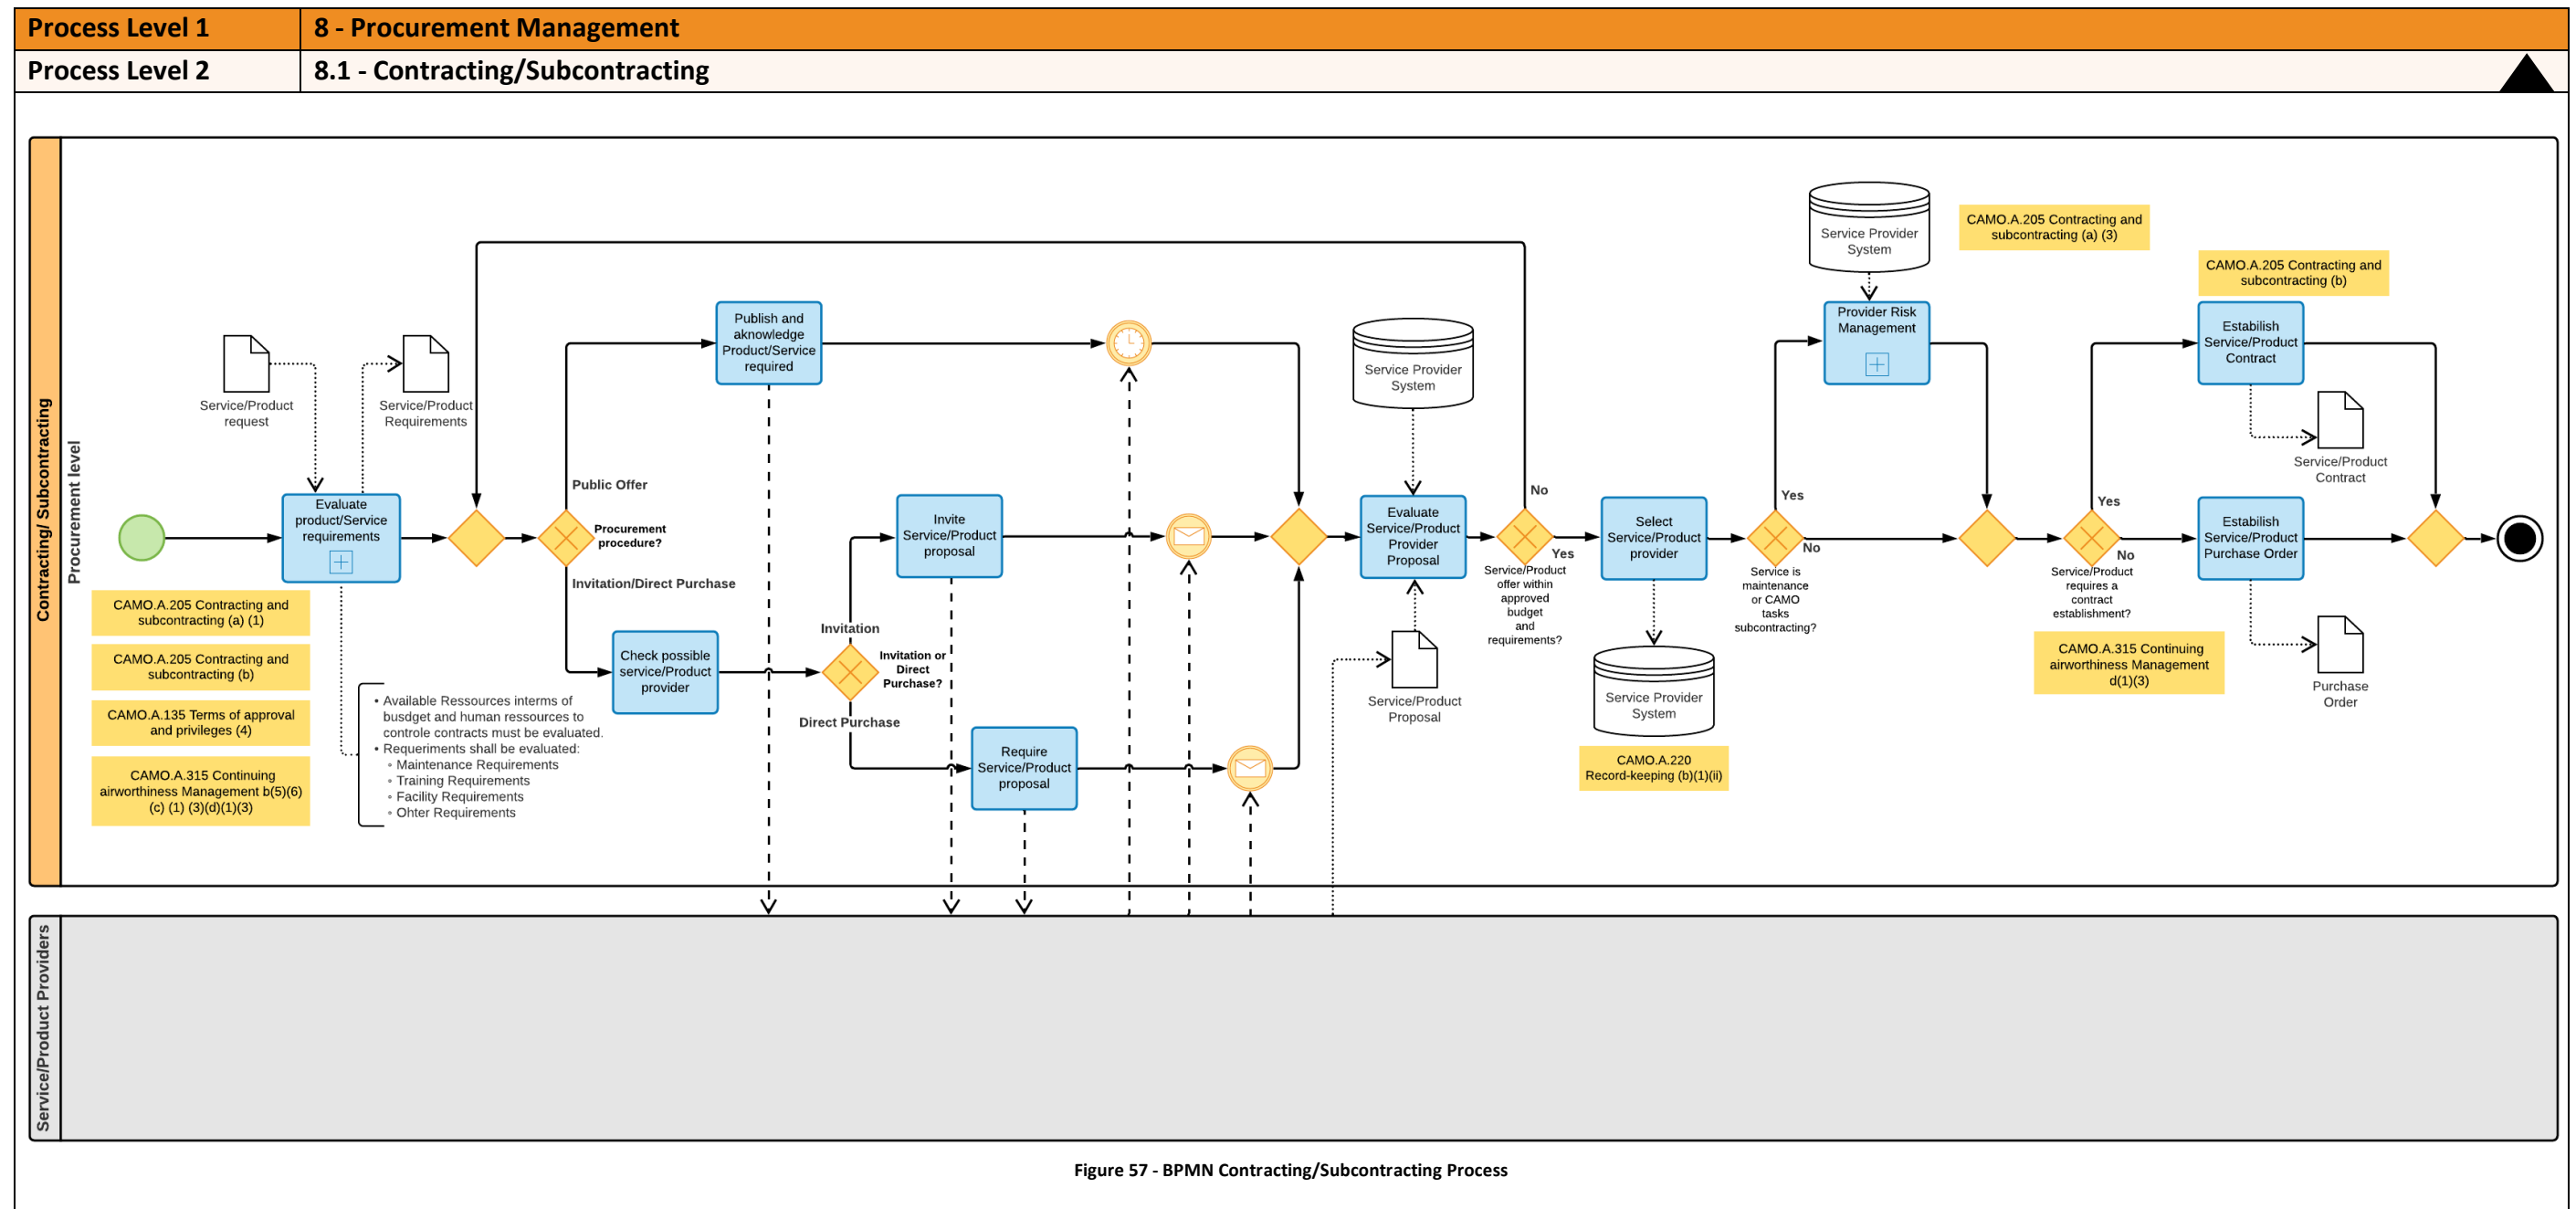 Process Level 1
8 - Procurement Management
Process Level 2
8.1 - Contracting/Subcontracting
Contracting/ Subcontracting
Procurement level
Service/Product
request
Service/Product
Requirements
Evaluate
product/Service
requirements
CAMO.A.205 Contracting and
subcontracting (a) (1)
CAMO.A.205 Contracting and
subcontracting (b)
CAMO.A.135 Terms of approval
and privileges (4)
CAMO.A.315 Continuing
airworthiness Management b(5)(6)
(c) (1) (3)(d)(1)(3)
• Available Ressources interms of
busdget and human ressources to
controle contracts must be evaluated.
• Requeriments shall be evaluated:
◦ Maintenance Requirements
◦ Training Requirements
◦ Facility Requirements
◦ Ohter Requirements
Public Offer
Procurement
procedure?
Invitation/Direct Purchase
Publish and
aknowledge
Product/Service
required
Check possible
service/Product
provider
Invitation
Invitation or
Direct
Purchase?
Direct Purchase
Invite
Service/Product
proposal
Require
Service/Product
proposal
Service Provider
System
Evaluate
Service/Product
Provider
Proposal
Service/Product
Proposal
No
Yes
Service/Product
offer within
approved
budget
and
requirements?
Select
Service/Product
provider
Service Provider
System
CAMO.A.220
Record-keeping (b)(1)(ii)
Yes
No
Service is
maintenance
or CAMO
tasks
subcontracting?
Service Provider
System
Provider Risk
Management
CAMO.A.205 Contracting and
subcontracting (a) (3)
Yes
No
Service/Product
requires a
contract
establishment?
CAMO.A.315 Continuing
airworthiness Management
d(1)(3)
CAMO.A.205 Contracting and
subcontracting (b)
Estabilish
Service/Product
Contract
Service/Product
Contract
Estabilish
Service/Product
Purchase Order
Purchase
Order
Service/Product Providers
Figure 57 - BPMN Contracting/Subcontracting Process